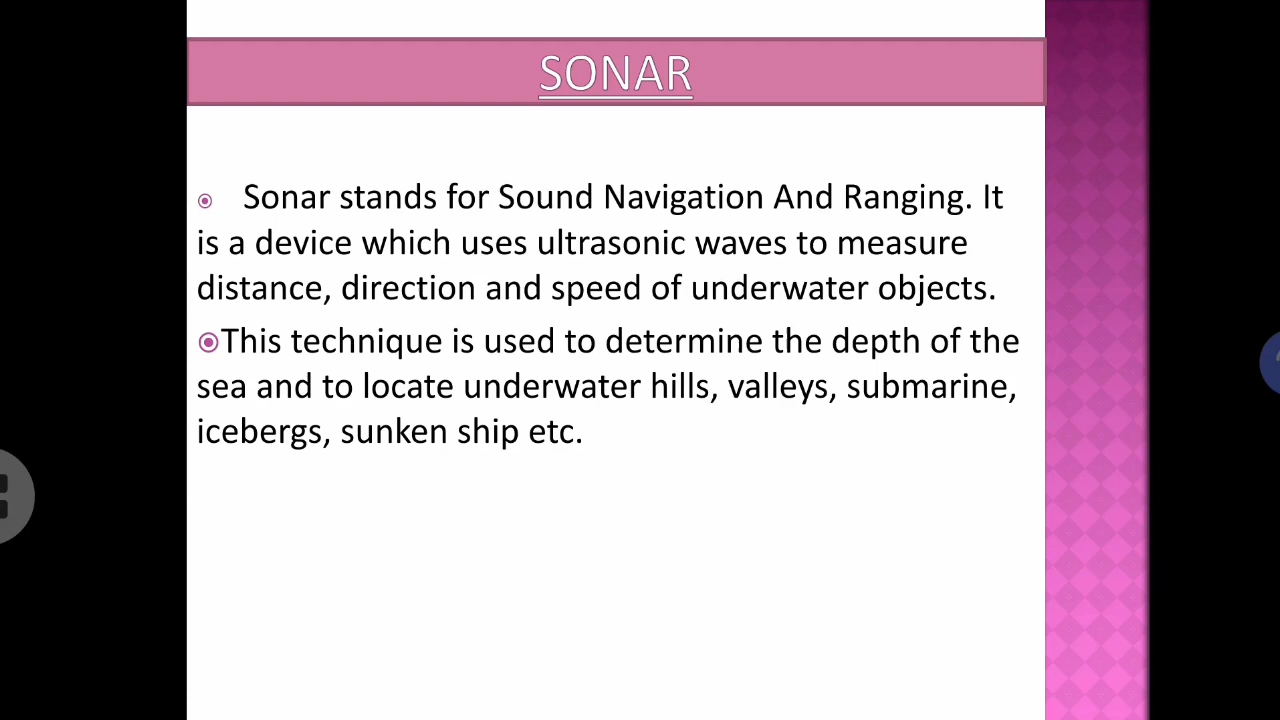 SONAR
Sonar stands for Sound Navigation And Ranging. It
is a device which uses ultrasonic waves to measure
distance, direction and speed of underwater objects.
This technique is used to determine the depth of the
sea and to locate underwater hills, valleys, submarine,
icebergs, sunken ship etc.